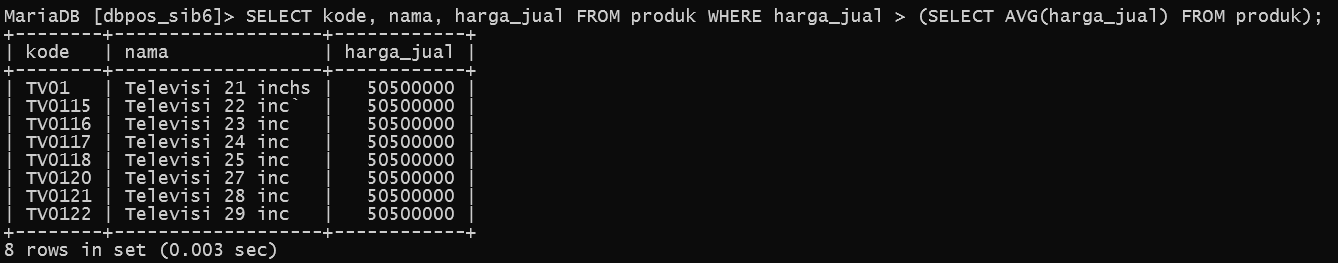 MariaDB [dbpos_sib6]> SELECT kode, nama, harga_jual FROM produk WHERE harga_jual > (SELECT AVG(harga_jual) FROM produk);
+--------+-------------------+------------+
| kode   | nama              | harga_jual |
+--------+-------------------+------------+
| TV01   | Televisi 21 inchs |   50500000 |
| TV0115 | Televisi 22 inc`  |   50500000 |
| TV0116 | Televisi 23 inc   |   50500000 |
| TV0117 | Televisi 24 inc   |   50500000 |
| TV0118 | Televisi 25 inc   |   50500000 |
| TV0120 | Televisi 27 inc   |   50500000 |
| TV0121 | Televisi 28 inc   |   50500000 |
| TV0122 | Televisi 29 inc   |   50500000 |
+--------+-------------------+------------+
8 rows in set (0.003 sec)